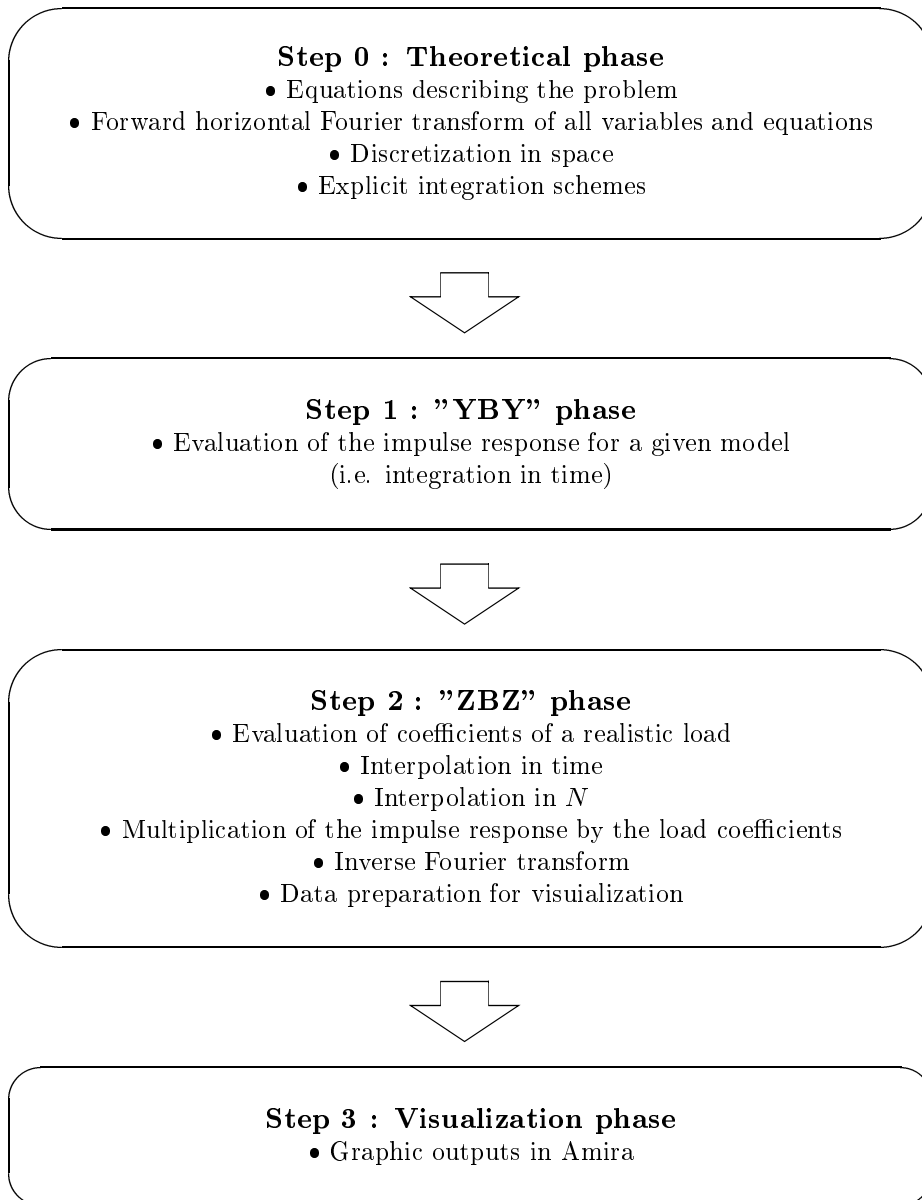 Step 0 : Theoretical phase
• Equations describing the problem
• Forward horizontal Fourier transform of all variables and equations
• Discretization in space
• Explicit integration schemes
Step 1 : ”YBY” phase
• Evaluation of the impulse response for a given model
(i.e. integration in time)
Step 2 : ”ZBZ” phase
• Evaluation of coefficients of a realistic load
• Interpolation in time
• Interpolation in N
• Multiplication of the impulse response by the load coefficients
• Inverse Fourier transform
• Data preparation for visuialization
Step 3 : Visualization phase
• Graphic outputs in Amira